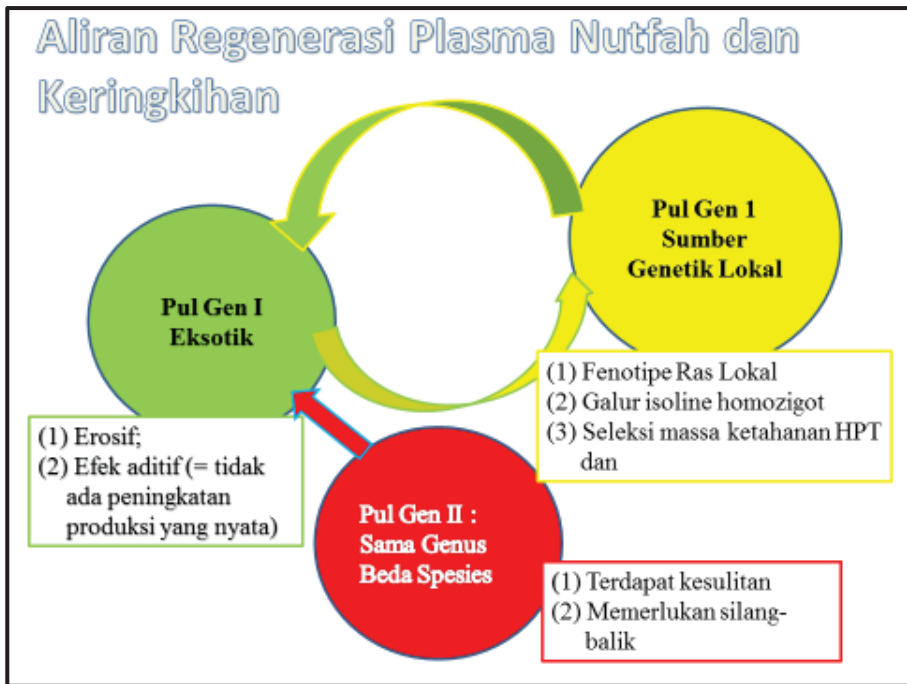 Aliran Regenerasi Plasma Nutfah dan
Keringkihan
Pul Gen 1
Sumber
Genetik Lokal
Pul Gen I
Eksotik
(1) Fenotipe Ras Lokal
(2) Galur isoline homozigot
(3) Seleksi massa ketahanan HPT
dan
(1) Erosif;
(2) Efek aditif (= tidak
ada peningkatan
produksi yang nyata)
Pul Gen II :
Sama Genus
Beda Spesies
(1) Terdapat kesulitan
(2) Memerlukan silang-
balik